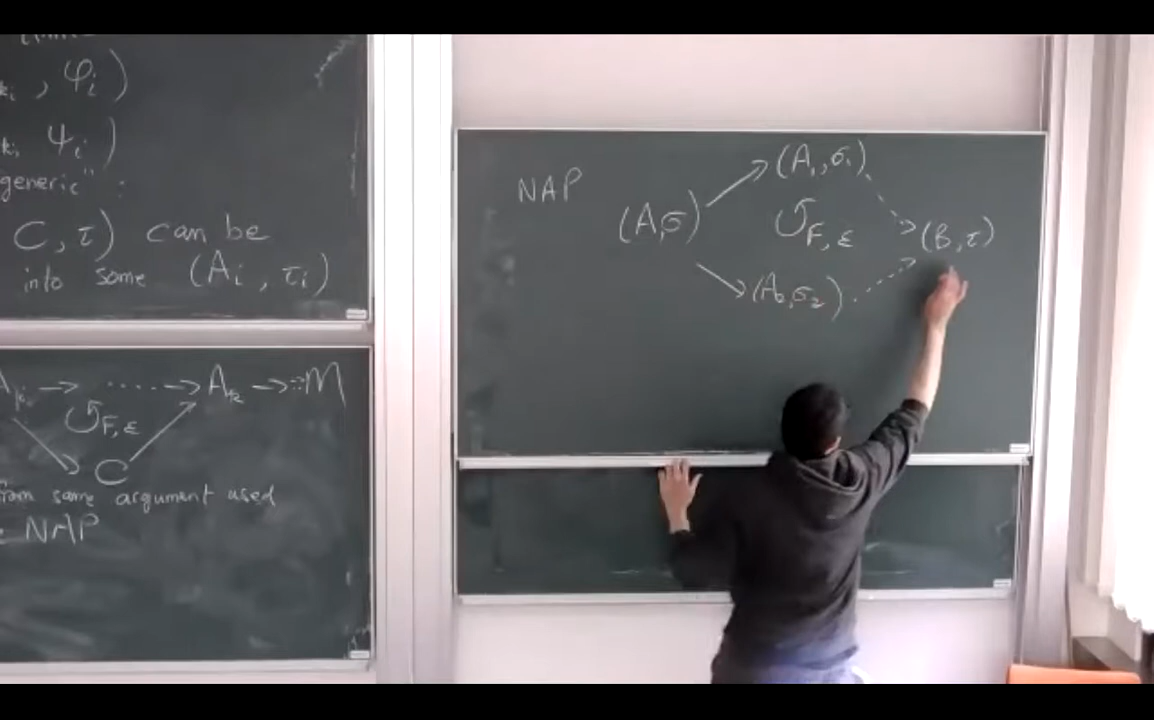 , φᵢ)
, ψᵢ)
generic" :
C, τ) can be
into some (Aᵢ , τᵢ)
→ ····→ Aₖ → ··· M
↺F, ε
C
from same argument used
NAP
NAP
(A₁, σ₁)
(A,σ)
↺F, ε
(B,τ)
(A₂,σ₂)